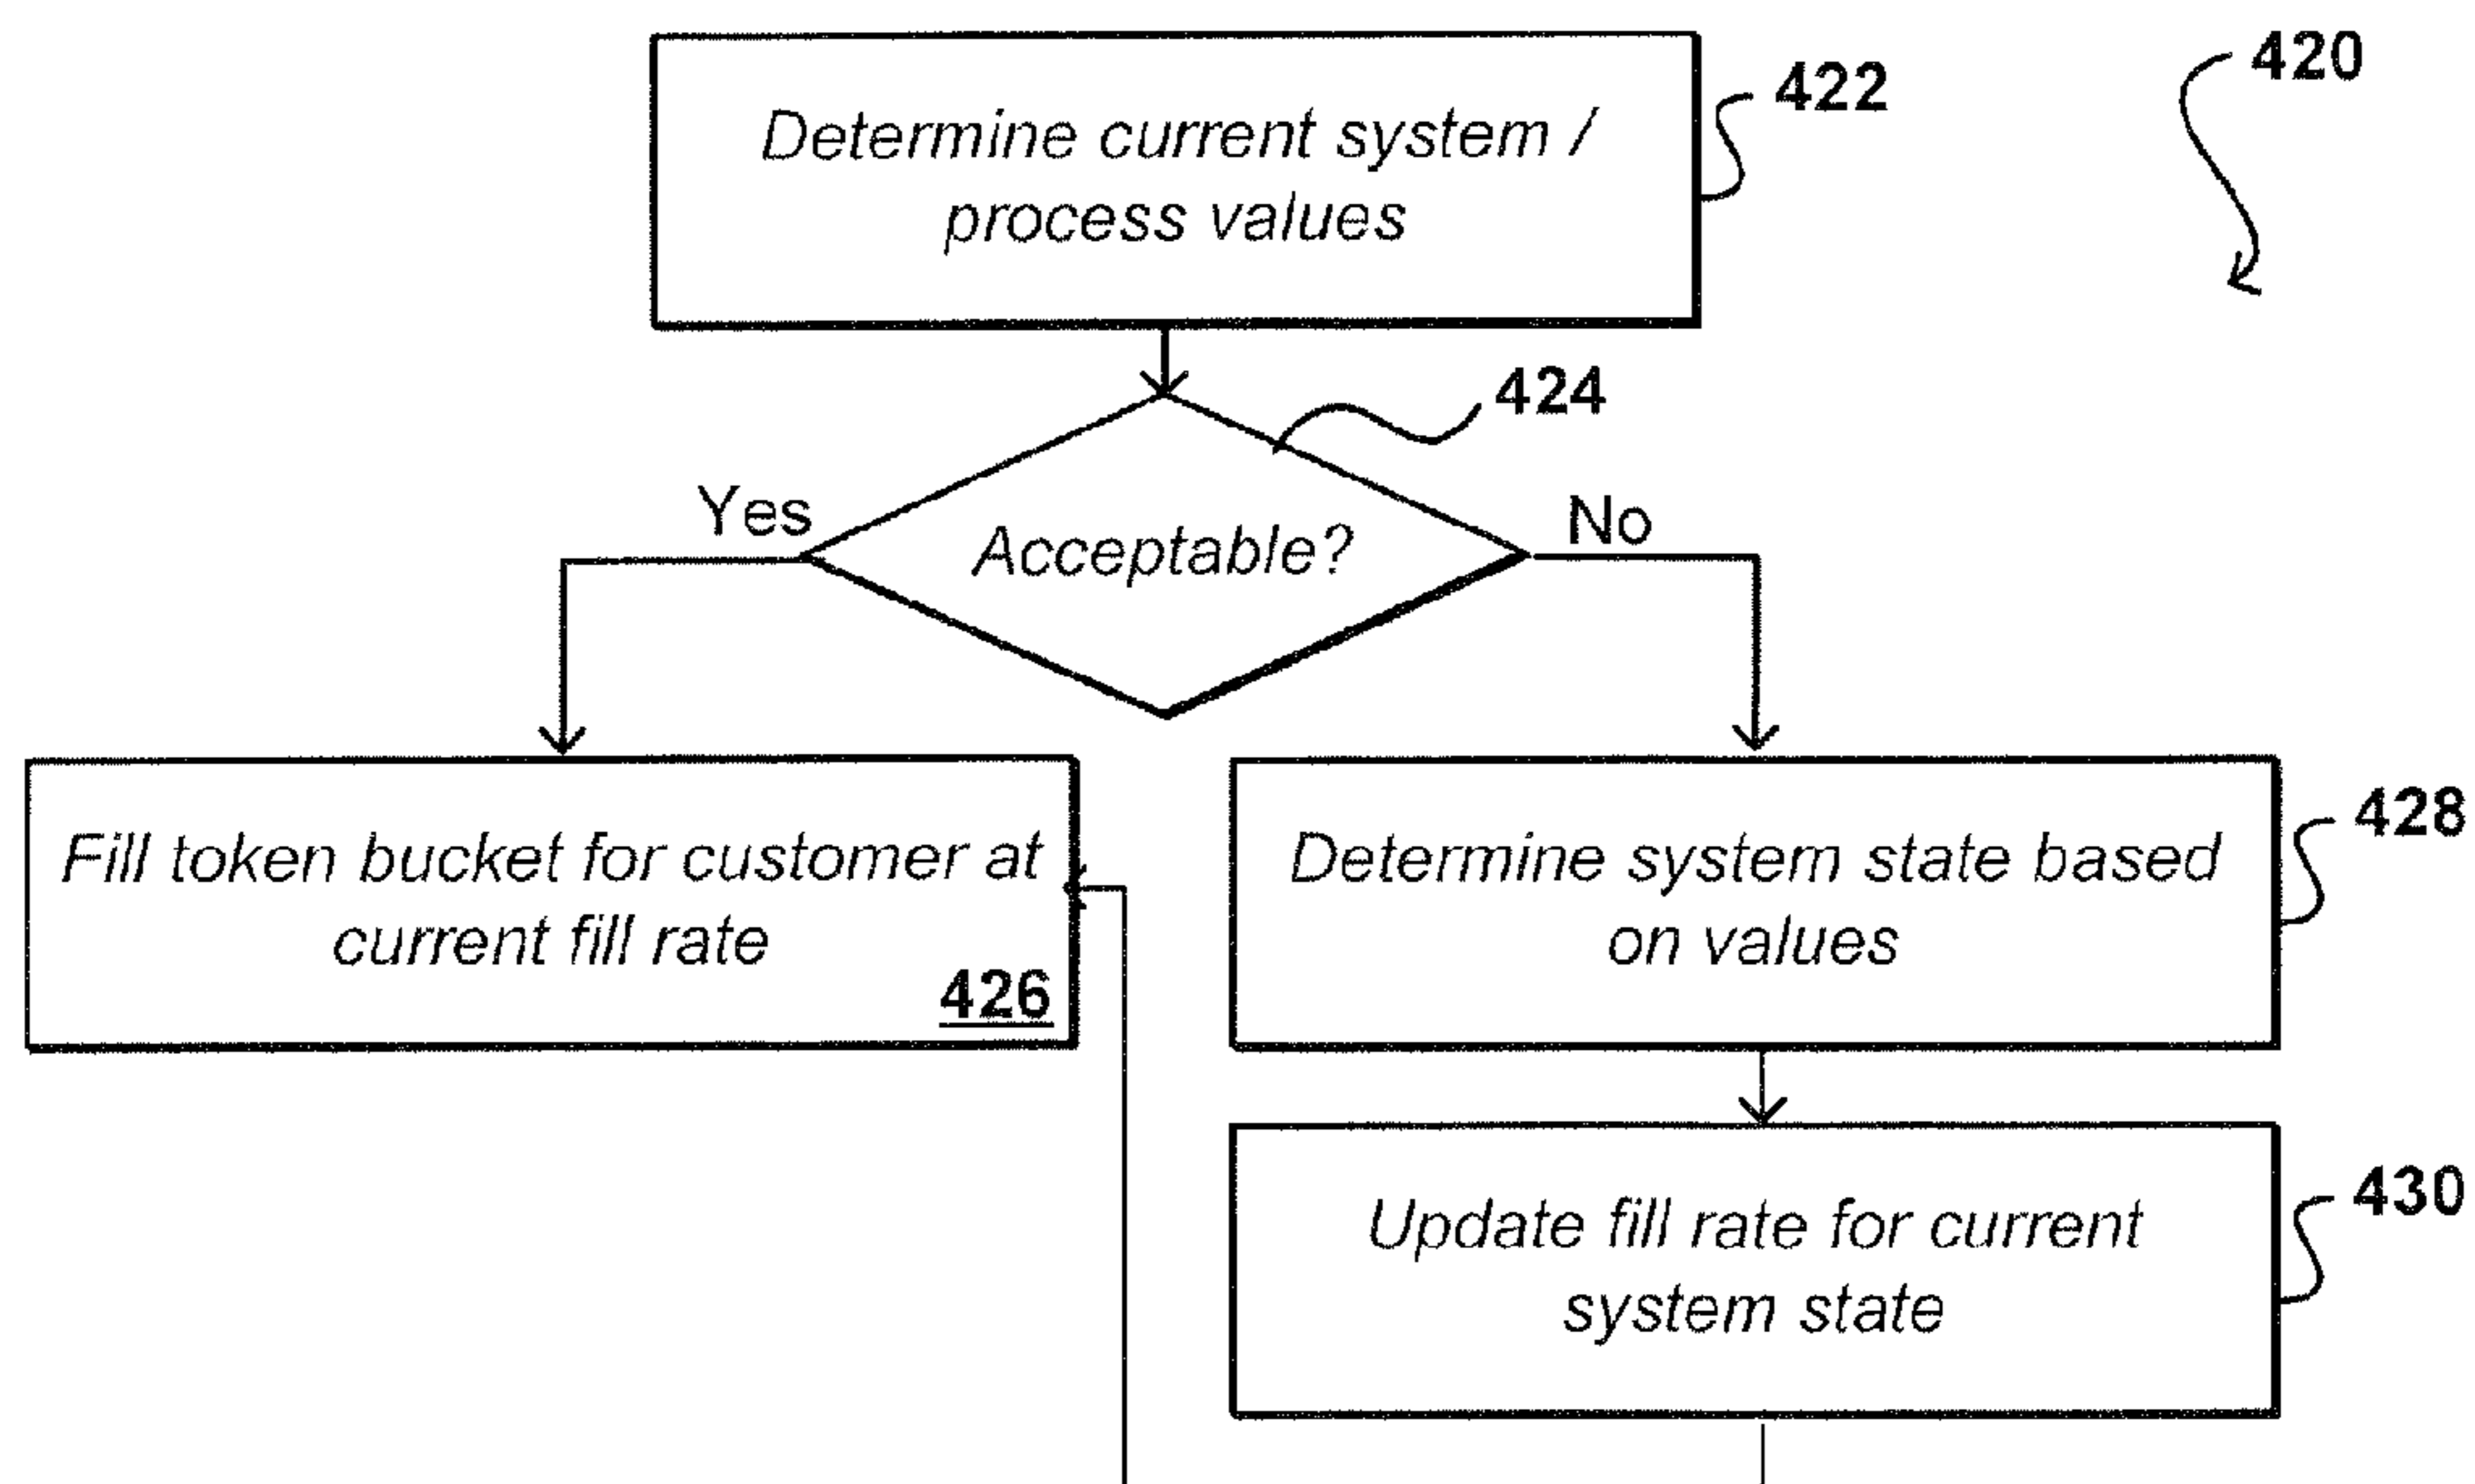 420
Determine current system /
process values
422
424
Yes
Acceptable?
No
Fill token bucket for customer at
current fill rate
426
Determine system state based
on values
428
Update fill rate for current
system state
430